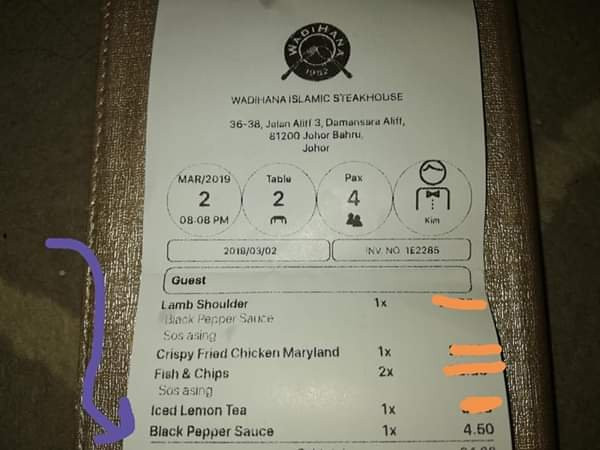 WADIHANA
1982
WADIHANA ISLAMIC STEAKHOUSE
36-38, Jalan Aliff 3, Damansara Aliff,
81200 Johor Bahru,
Johor
MAR/2019 Table Pax
2 2 4
08:08 PM Kim
2019/03/02 INV. NO. 1E2285
Guest
Lamb Shoulder 1x
Black Pepper Sauce
Sos asing
Crispy Fried Chicken Maryland 1x
Fish & Chips 2x
Sos asing
Iced Lemon Tea 1x
Black Pepper Sauce 1x 4.50